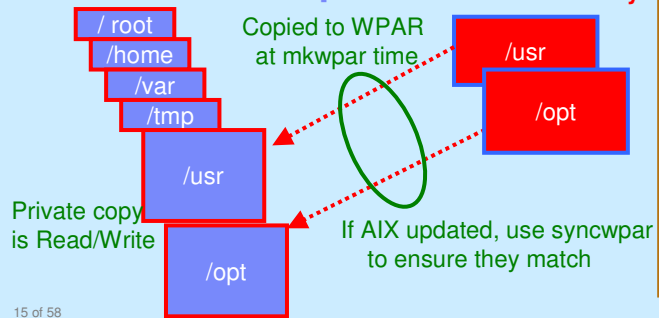 / root
/home
/var
/tmp
/usr
/opt
Copied to WPAR
at mkwpar time
/usr
/opt
Private copy
is Read/Write
If AIX updated, use syncwpar
to ensure they match
15 of 58